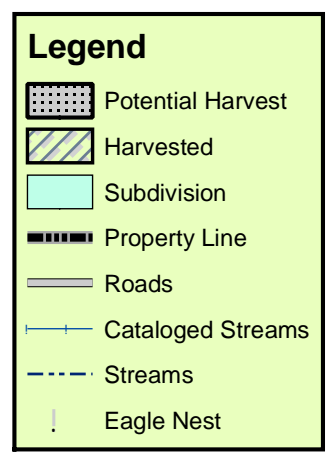 Legend
Potential Harvest
Harvested
Subdivision
Property Line
Roads
Cataloged Streams
Streams
Eagle Nest